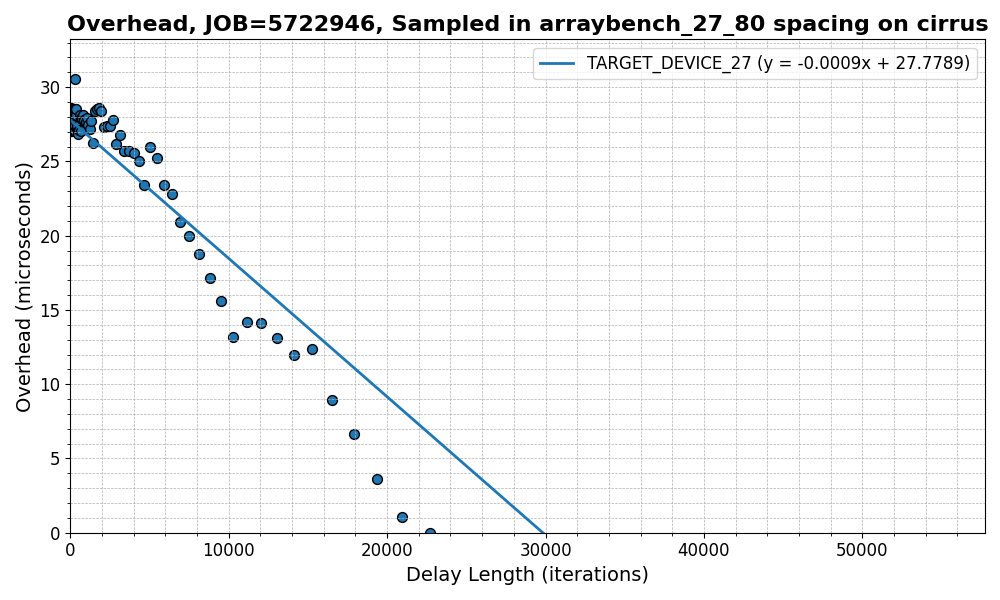 Overhead, JOB=5722946, Sampled in arraybench_27_80 spacing on cirrus
TARGET_DEVICE_27 (y = -0.0009x + 27.7789)
Overhead (microseconds)
30
25
20
15
10
5
0
0 10000 20000 30000 40000 50000
Delay Length (iterations)